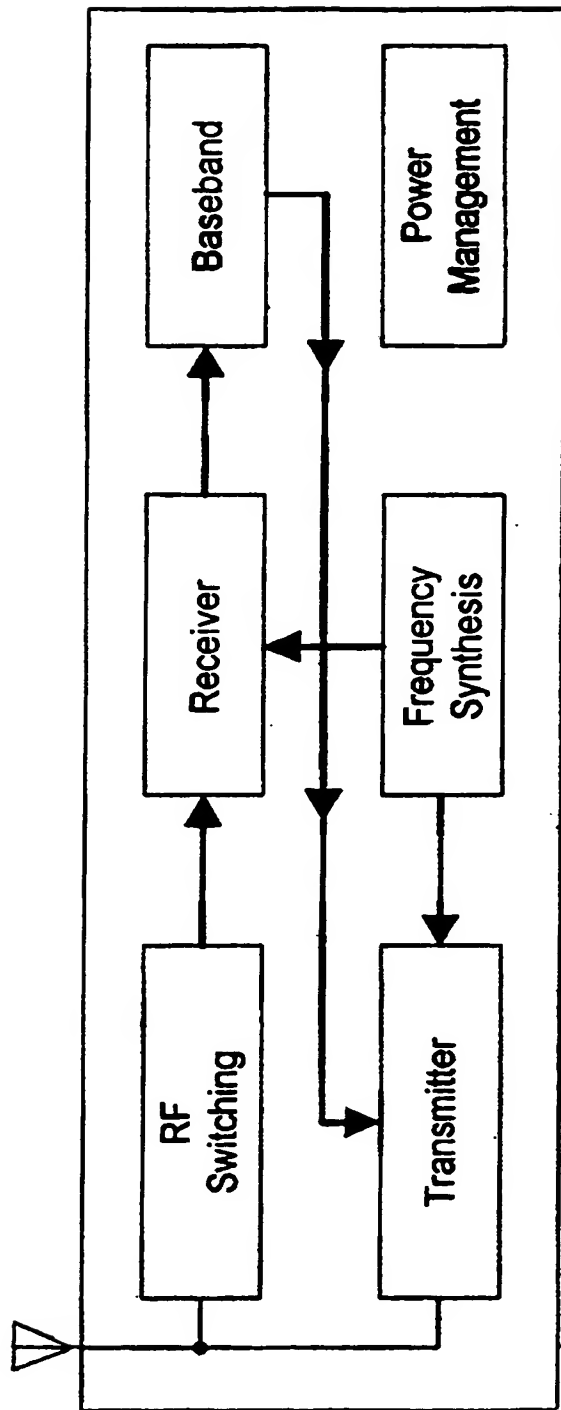 RF
Switching
Receiver
Baseband
Transmitter
Frequency
Synthesis
Power
Management